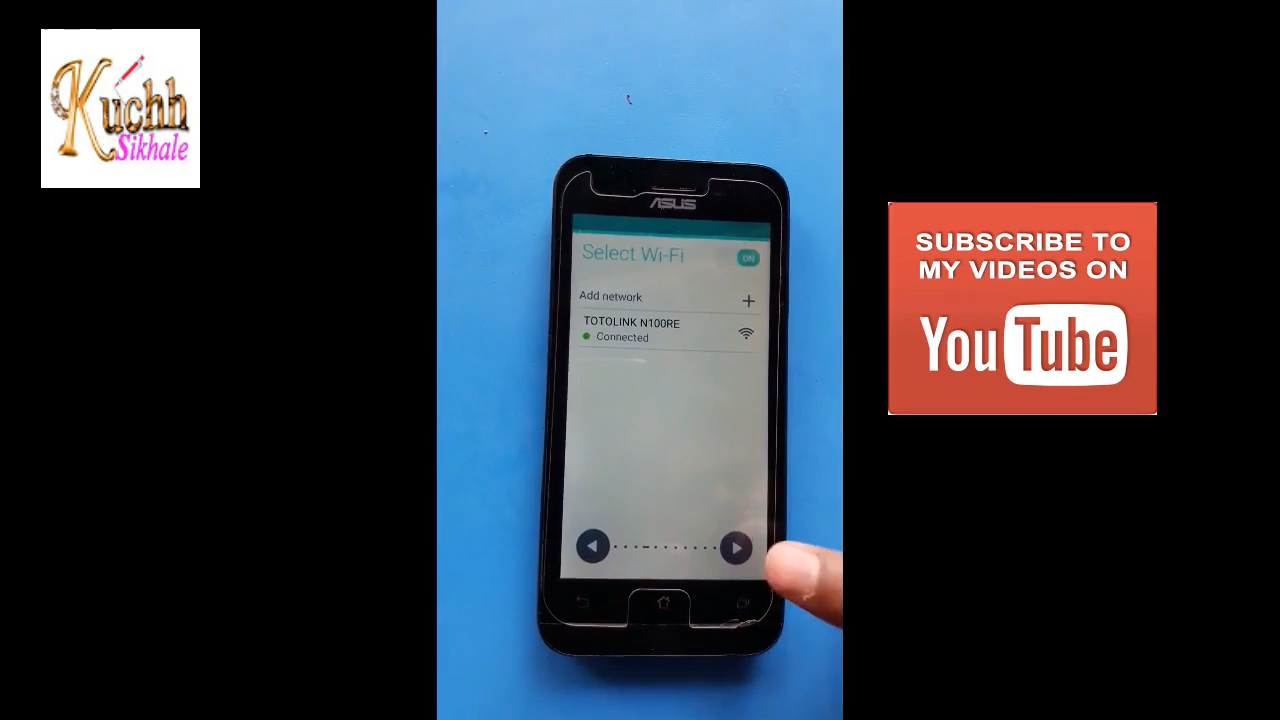 Kuchh
Sikhale
ASUS
Select Wi-Fi
ON
Add network
TOTOLINK N100RE
Connected
SUBSCRIBE TO
MY VIDEOS ON
YouTube